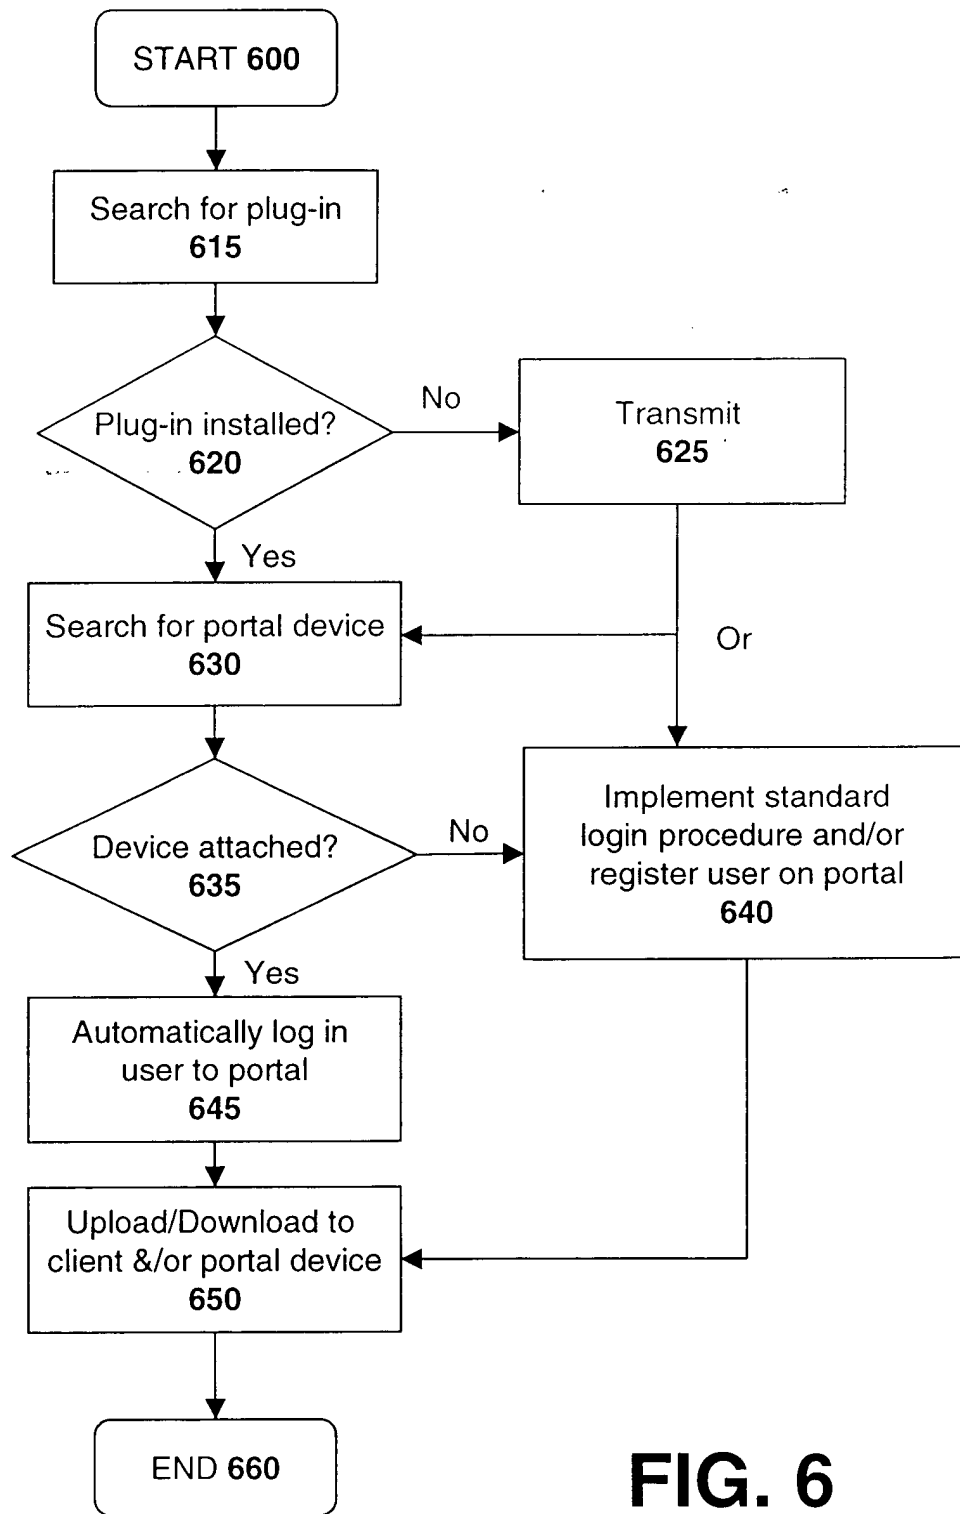 START 600
Search for plug-in
615
Plug-in installed?
620
No
Transmit
625
Yes
Search for portal device
630
Or
Device attached?
635
No
Implement standard
login procedure and/or
register user on portal
640
Yes
Automatically log in
user to portal
645
Upload/Download to
client &/or portal device
650
END 660
FIG. 6